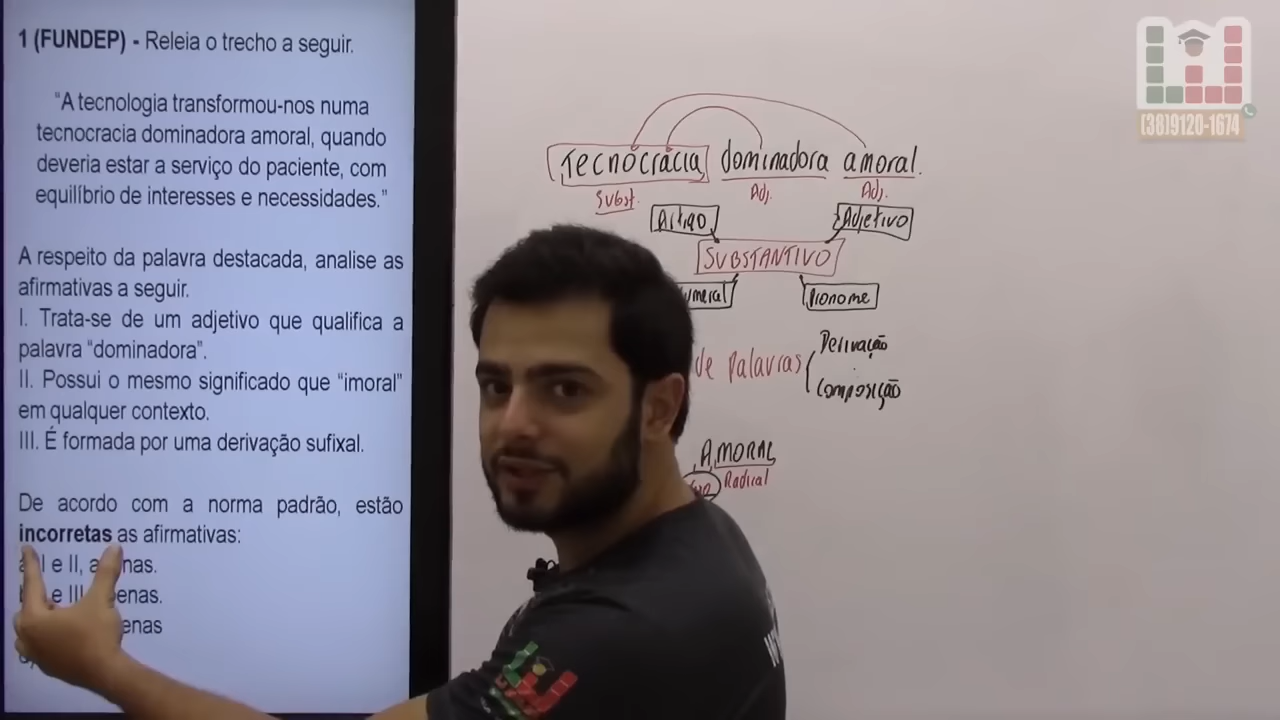 1 (FUNDEP) - Releia o trecho a seguir.
“A tecnologia transformou-nos numa
tecnocracia dominadora amoral, quando
deveria estar a serviço do paciente, com
equilíbrio de interesses e necessidades.”
A respeito da palavra destacada, analise as
afirmativas a seguir.
I. Trata-se de um adjetivo que qualifica a
palavra “dominadora”.
II. Possui o mesmo significado que “imoral”
em qualquer contexto.
III. É formada por uma derivação sufixal.
De acordo com a norma padrão, estão
incorretas as afirmativas:
I e II,
e III
Tecnocracia dominadora amoral.
Subst. Adj. Adj.
Artigo Adjetivo
SUBSTANTIVO
Pronome
de Palavras
Derivação
Composição
AMORAL
Radical
(38)9120-1674